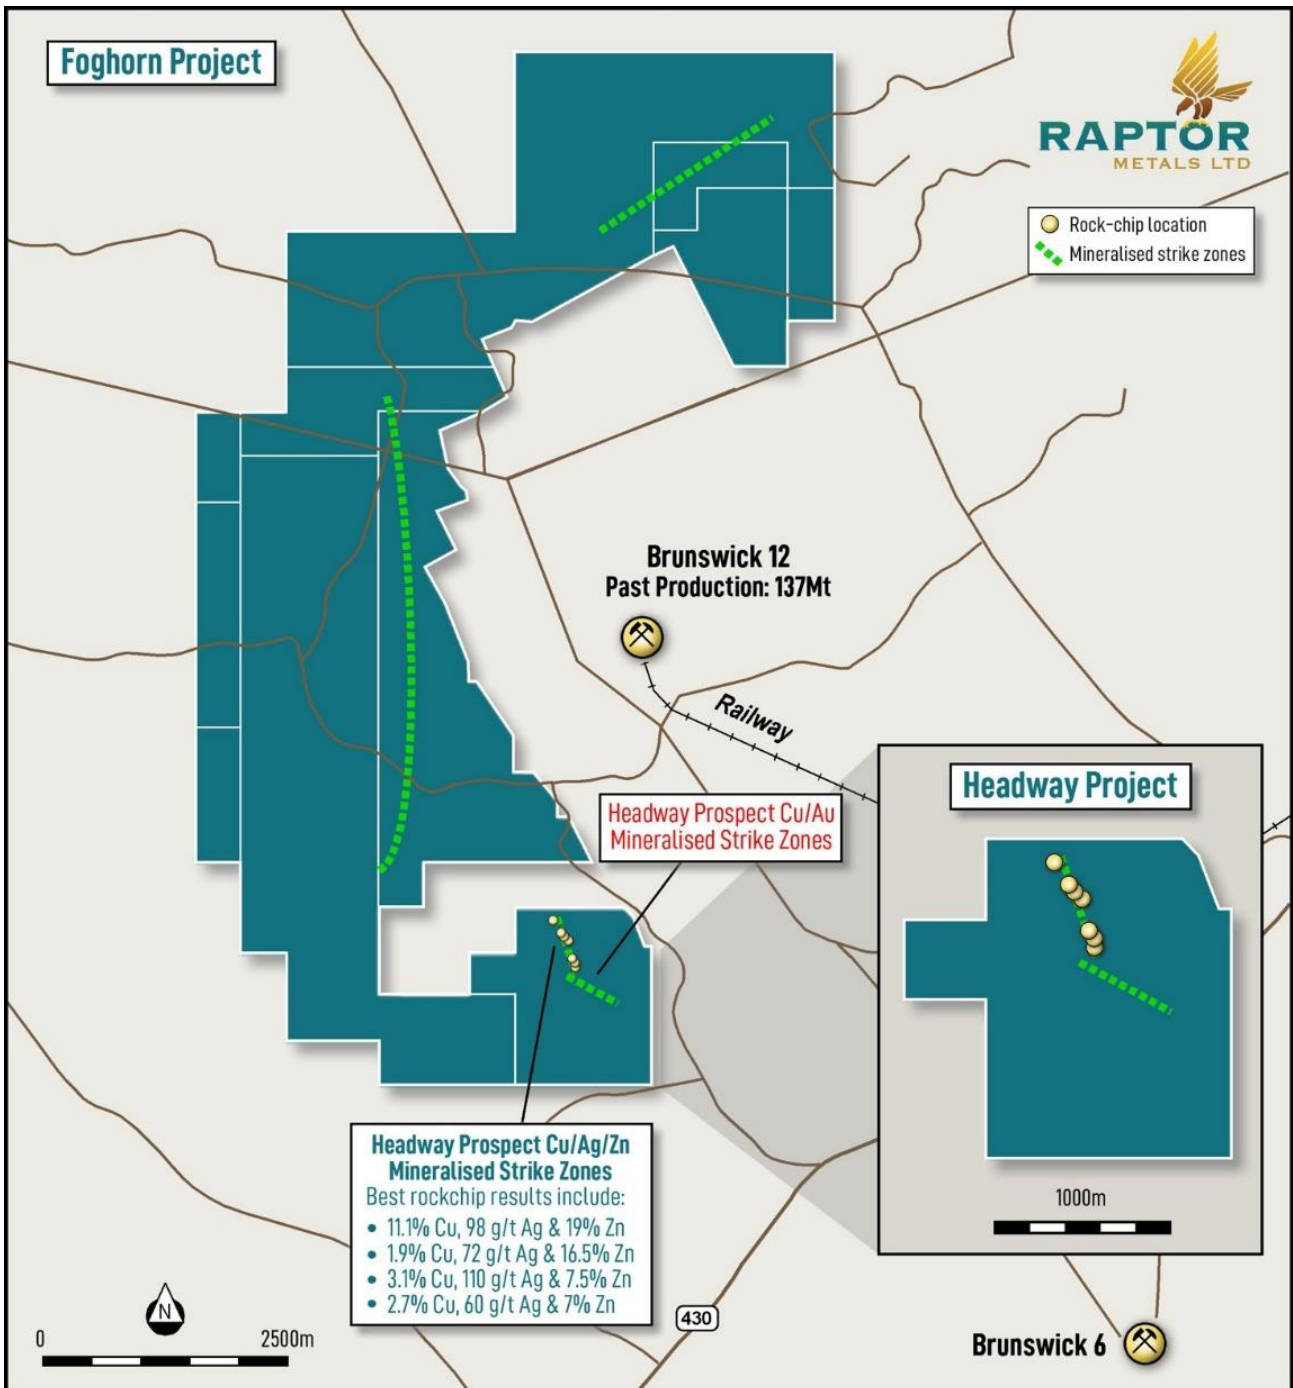 Foghorn Project
RAPTOR
METALS LTD
Rock-chip location
Mineralised strike zones
Brunswick 12
Past Production: 137Mt
Railway
Headway Project
Headway Prospect Cu/Au
Mineralised Strike Zones
1000m
Headway Prospect Cu/Ag/Zn
Mineralised Strike Zones
Best rockchip results include:
• 11.1% Cu, 98 g/t Ag & 19% Zn
• 1.9% Cu, 72 g/t Ag & 16.5% Zn
• 3.1% Cu, 110 g/t Ag & 7.5% Zn
• 2.7% Cu, 60 g/t Ag & 7% Zn
N
0 2500m
430
Brunswick 6